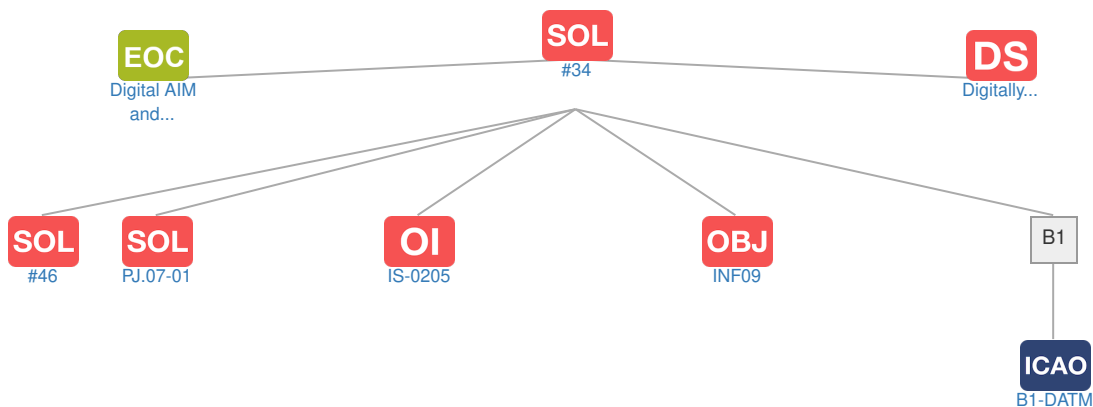 EOC
Digital AIM
and...
SOL
#34
DS
Digitally...
SOL
#46
SOL
PJ.07-01
OI
IS-0205
OBJ
INF09
B1
ICAO
B1-DATM